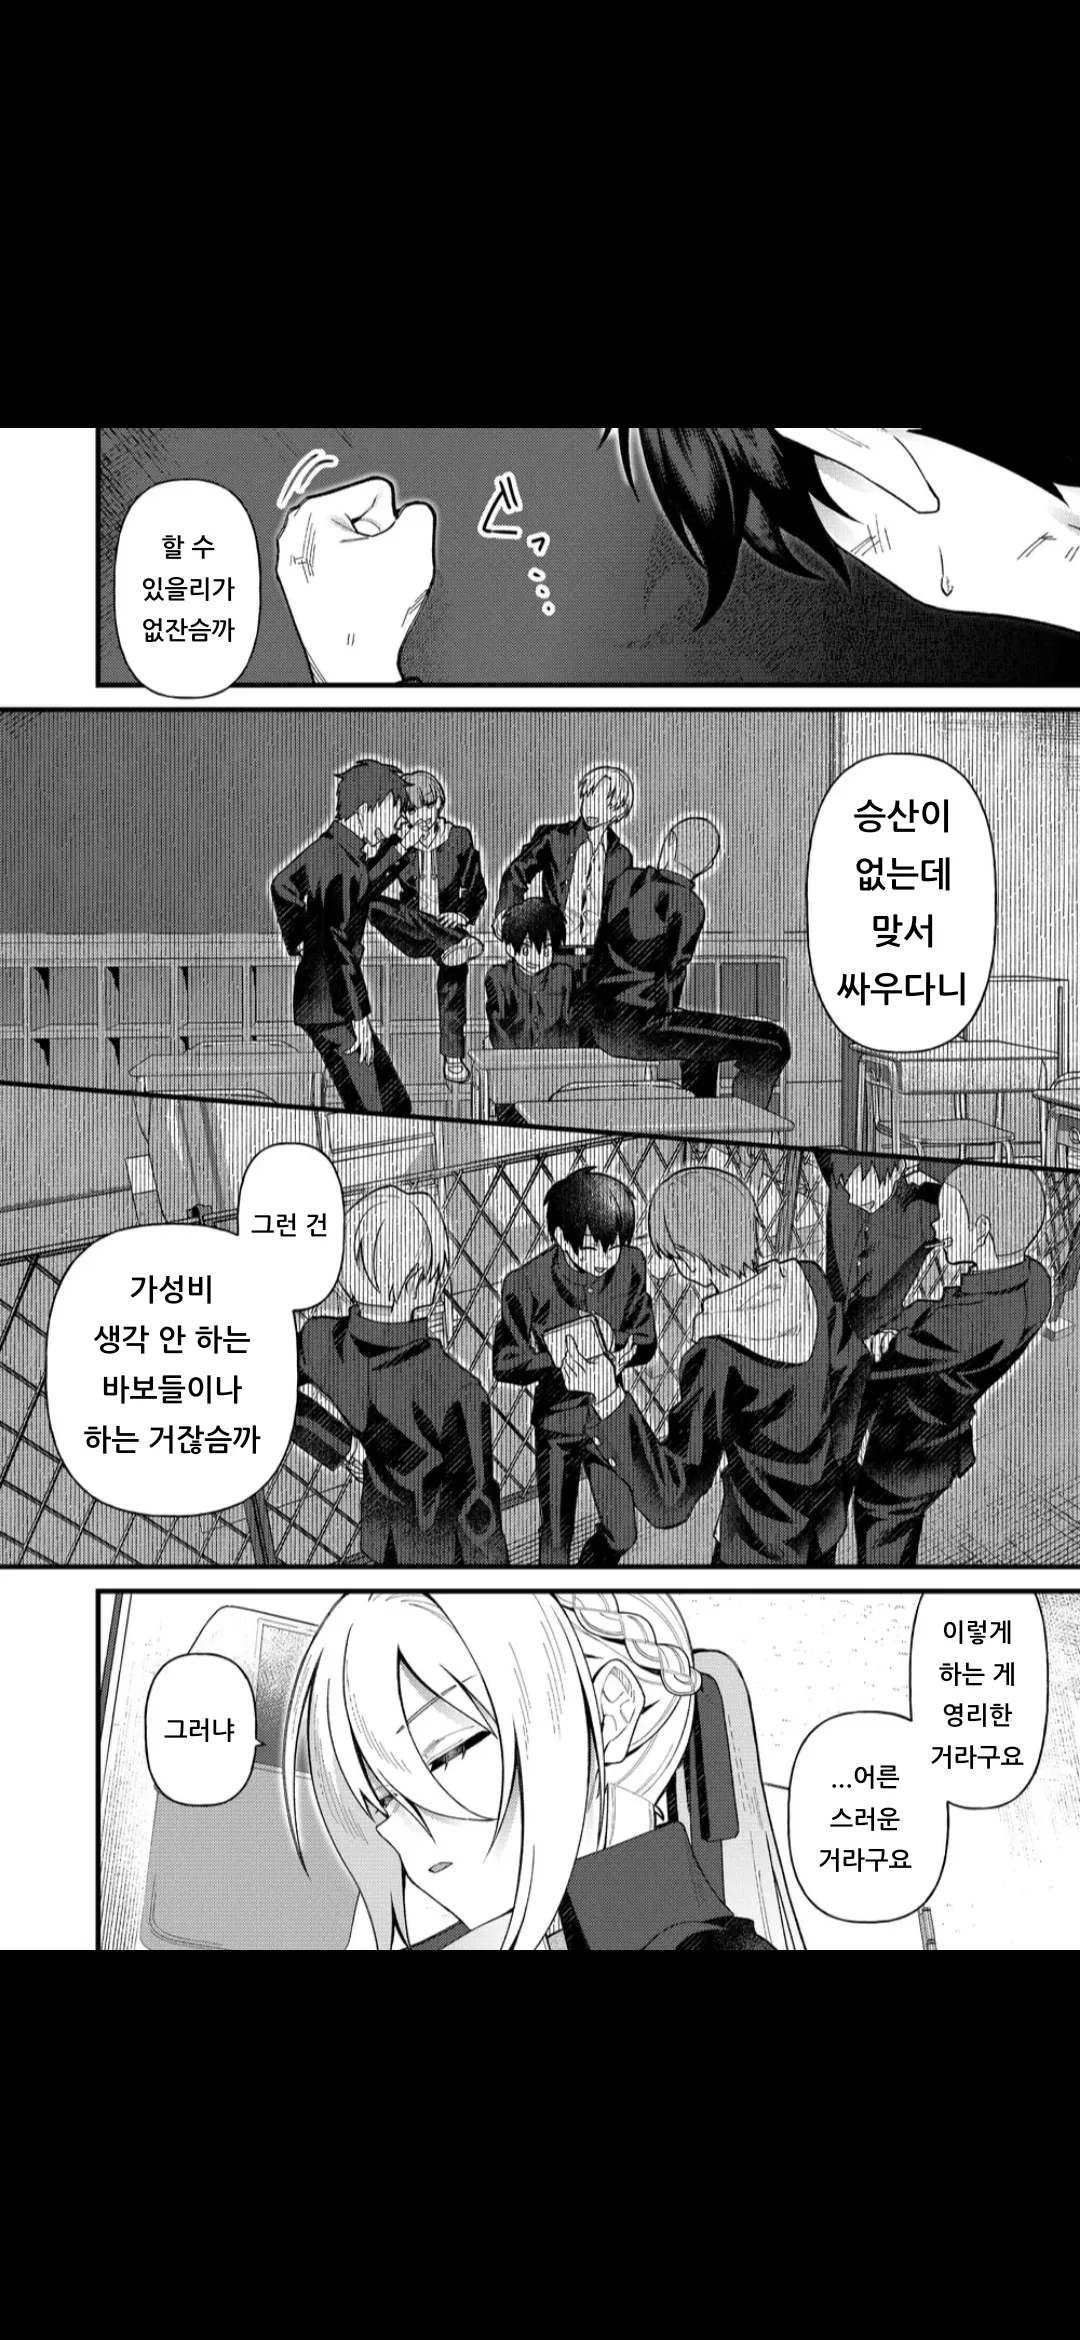 할 수
있을리가
없잔슴까
승산이
없는데
맞서
싸우다니
그런 건
가성비
생각 안 하는
바보들이나
하는 거잖슴까
이렇게
하는 게
영리한
거라구요
...어른
스러운
거라구요
그러냐